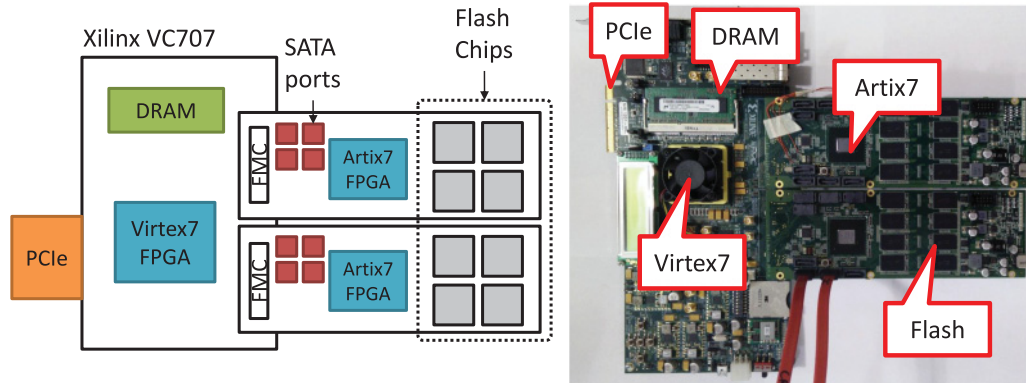 Xilinx VC707
SATA
ports
Flash
Chips
DRAM
FMC
Artix7
FPGA
Virtex7
FPGA
PCIe
FMC
Artix7
FPGA
PCIe
DRAM
Artix7
Virtex7
Flash